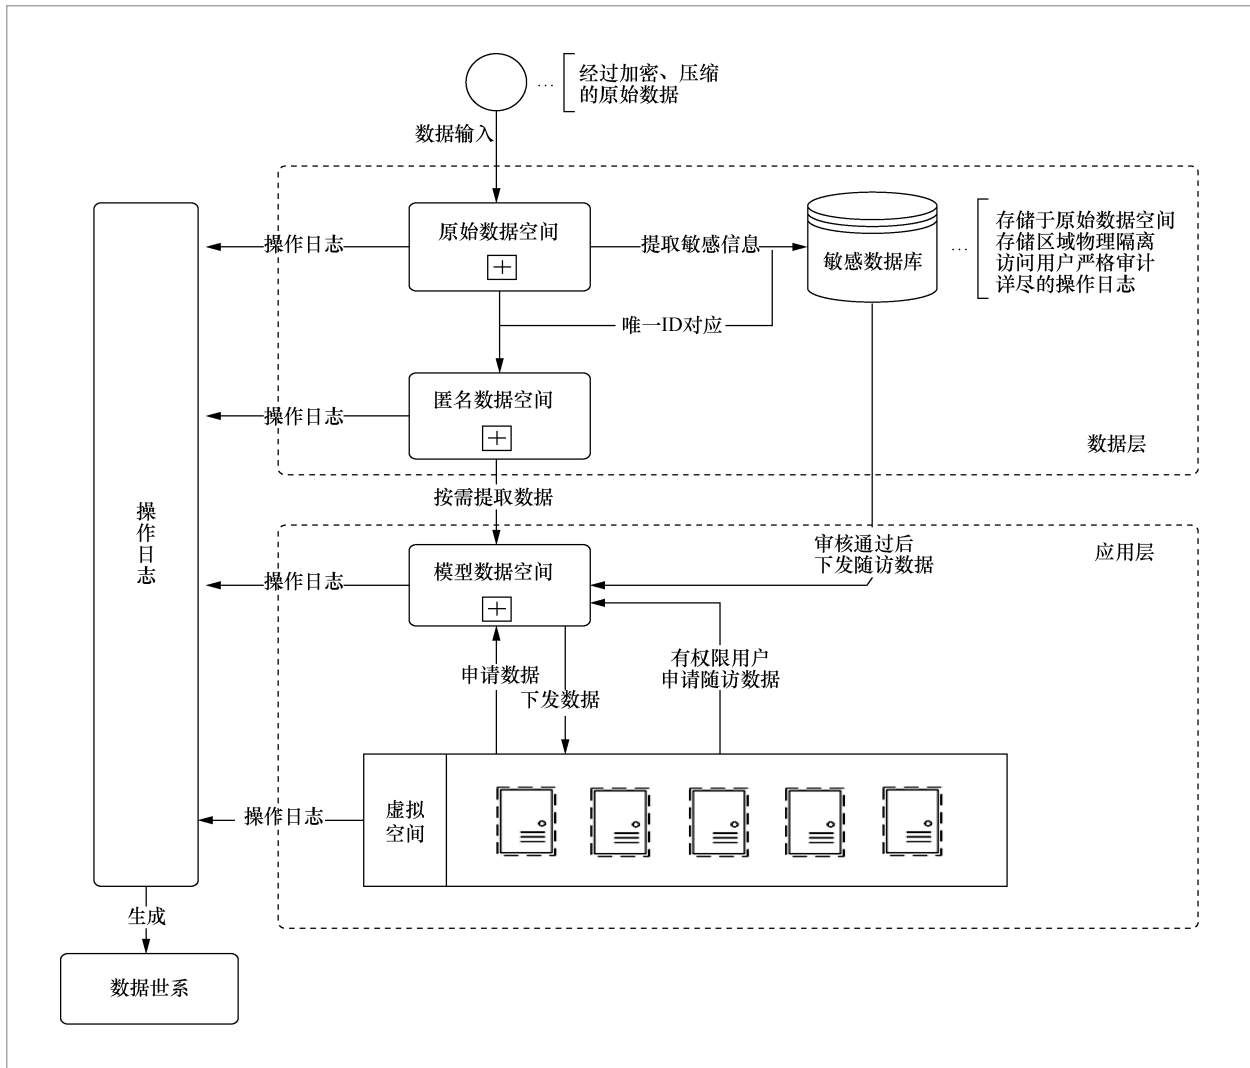 经过加密、压缩
的原始数据
数据输入
原始数据空间
操作日志
提取敏感信息
敏感数据库
存储于原始数据空间
存储区域物理隔离
访问用户严格审计
详尽的操作日志
唯一ID对应
匿名数据空间
操作日志
数据层
按需提取数据
操作日志
应用层
审核通过后
下发随访数据
模型数据空间
操作日志
有权限用户
申请随访数据
申请数据
下发数据
虚拟
空间
操作日志
生成
数据世系